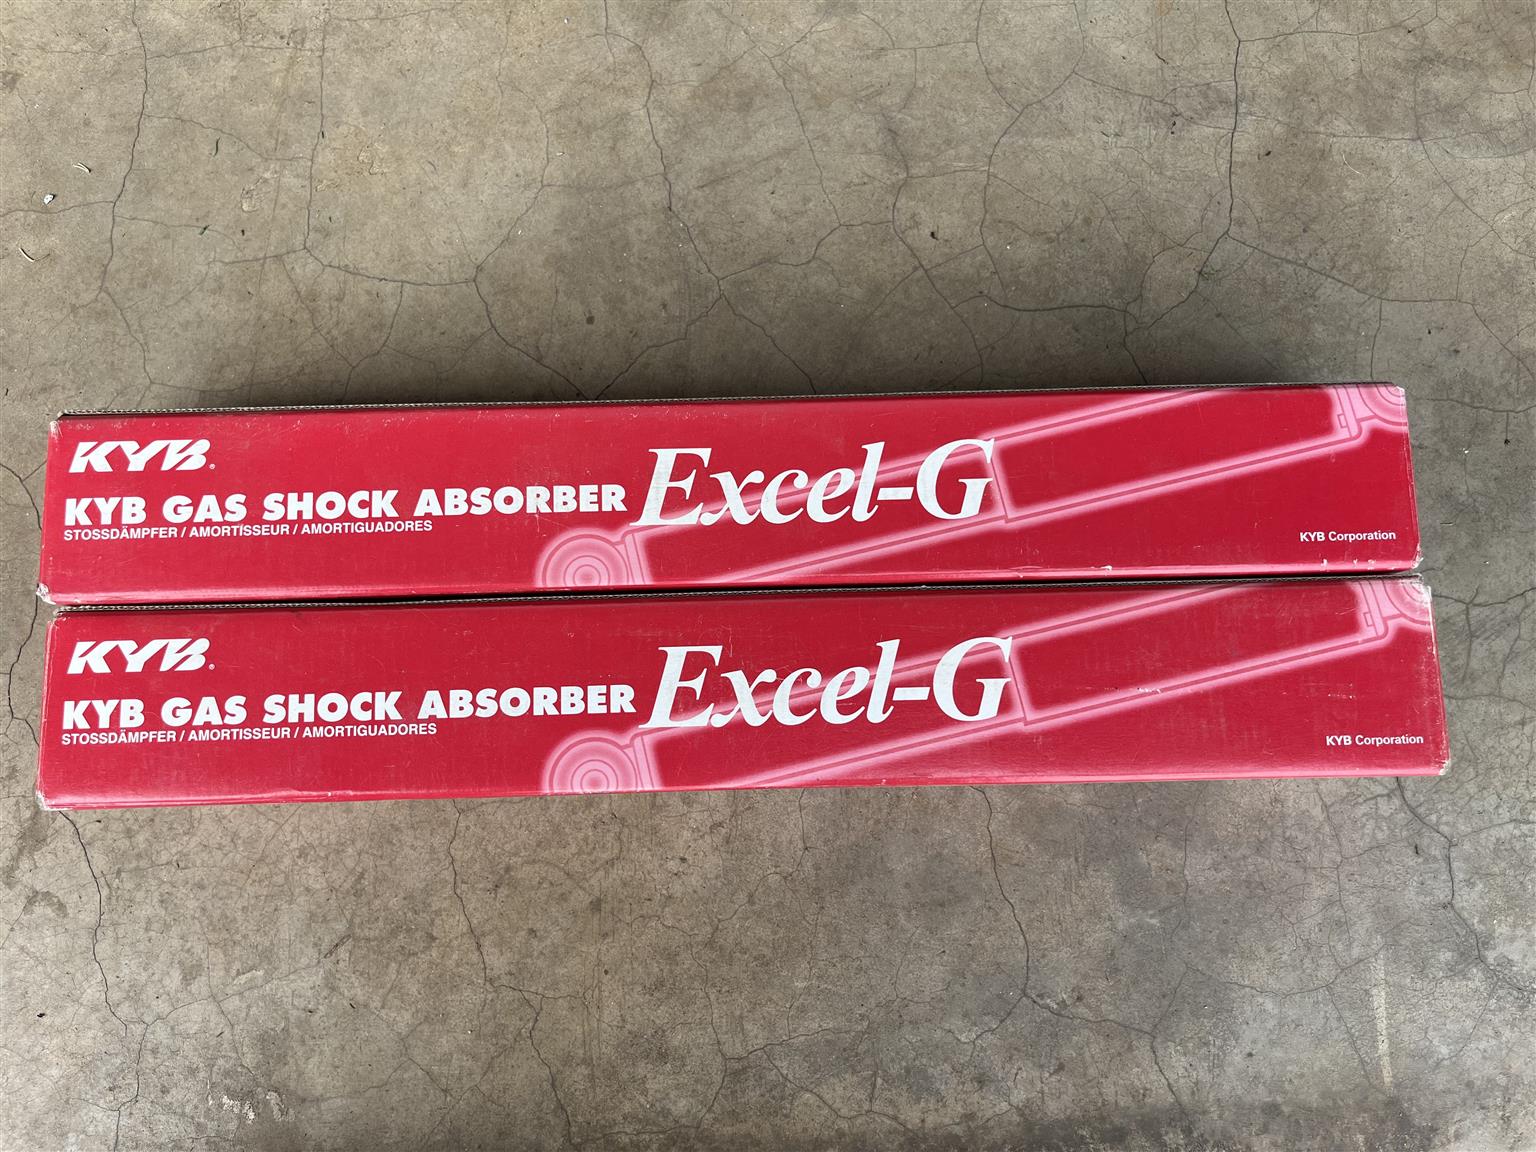 KYB®
KYB GAS SHOCK ABSORBER Excel-G
STOSSDÄMPFER / AMORTISSEUR / AMORTIGUADORES
KYB Corporation
KYB®
KYB GAS SHOCK ABSORBER Excel-G
STOSSDÄMPFER / AMORTISSEUR / AMORTIGUADORES
KYB Corporation